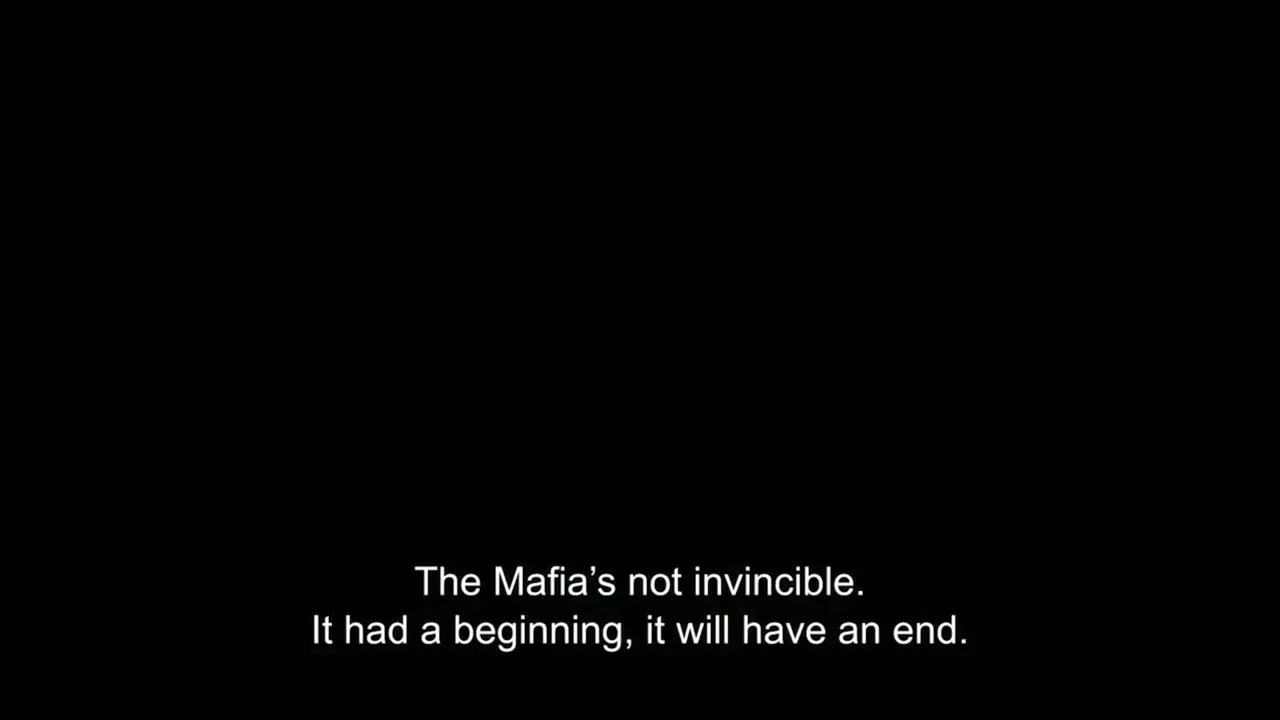 The Mafia’s not invincible.
It had a beginning, it will have an end.